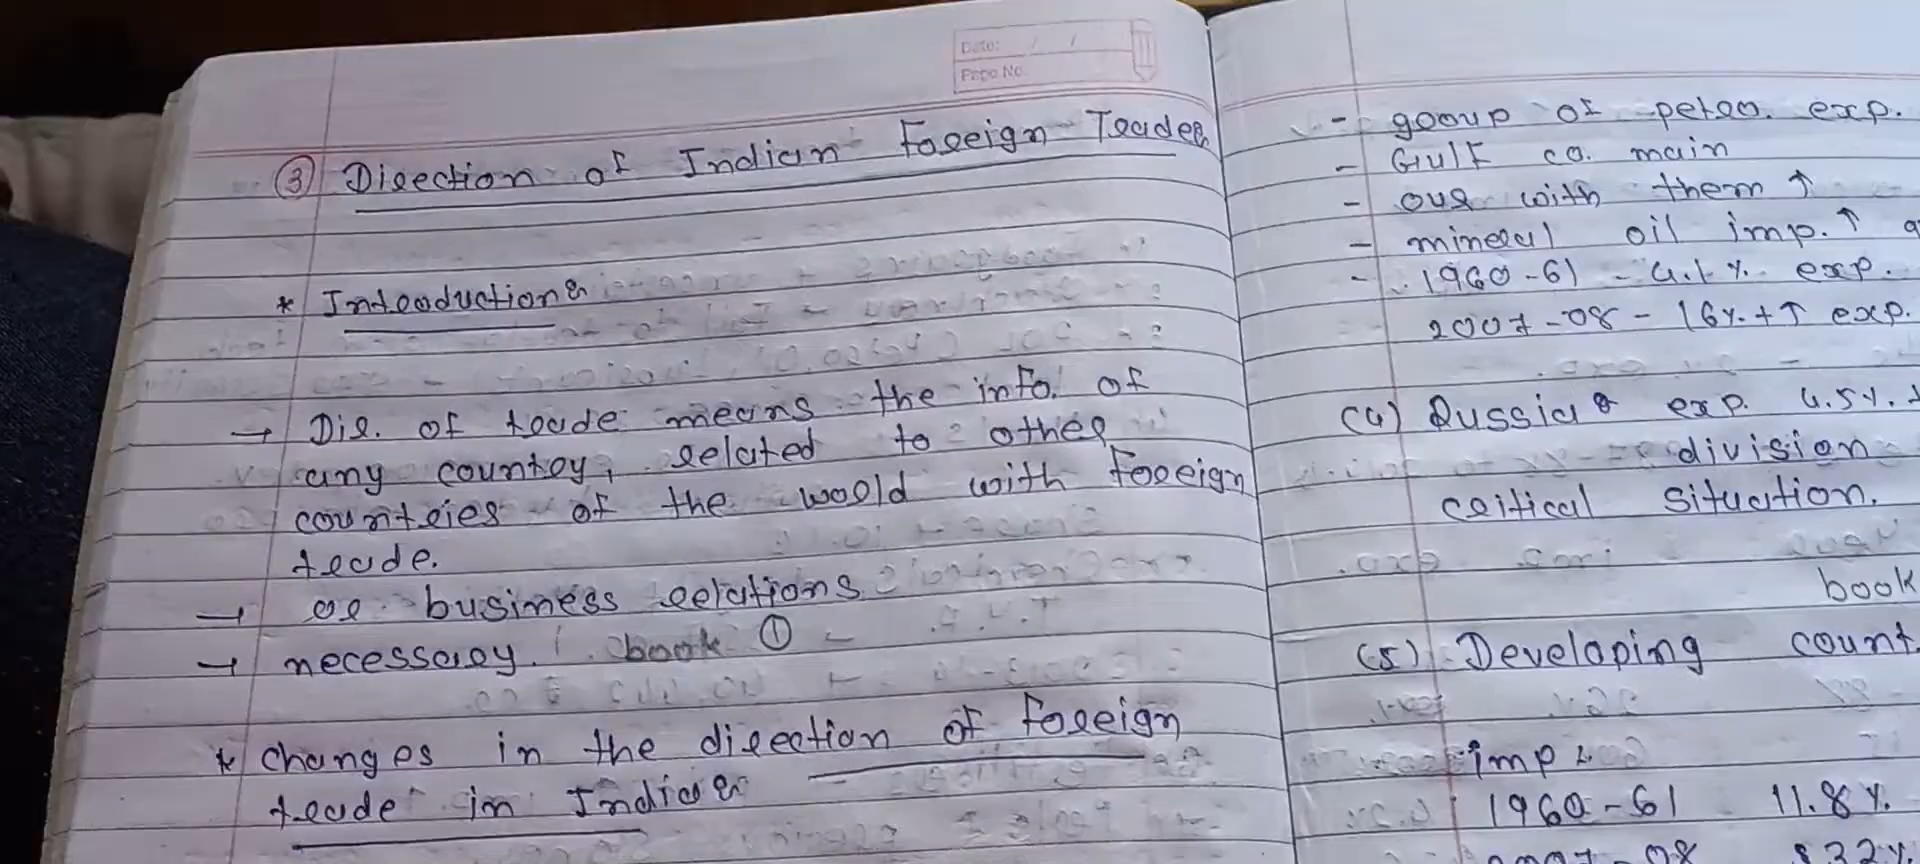 Date: / /
Page No.
③ Direction of Indian Foreign Trade:
* Introduction:
→ Dir. of trade means the info. of
any country, related to other
countries of the world with foreign
trade.
→ or business relations
→ necessary. book ①
* Changes in the direction of foreign
trade in India:
- group of petro. exp.
- Gulf co. main
- our with them ↑
- mineral oil imp. ↑
- 1960-61 - 4.1% exp.
2007-08 - 16%+↑ exp.
(4) Russia: exp. 4.5%
division
critical situation.
book
(5) Developing count
imp:
1960-61 11.8%
2007-08